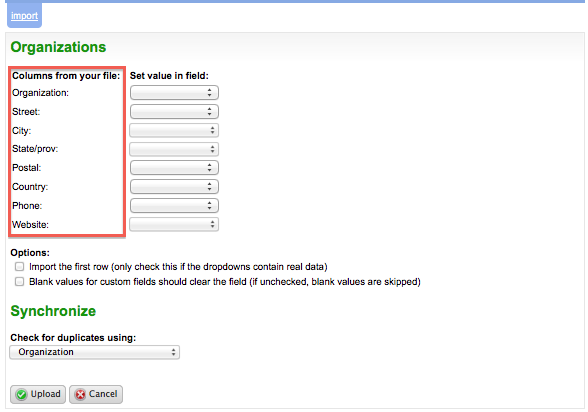 import
Organizations
Columns from your file: Set value in field:
Organization:
Street:
City:
State/prov:
Postal:
Country:
Phone:
Website:
Options:
Import the first row (only check this if the dropdowns contain real data)
Blank values for custom fields should clear the field (if unchecked, blank values are skipped)
Synchronize
Check for duplicates using:
Organization
Upload Cancel